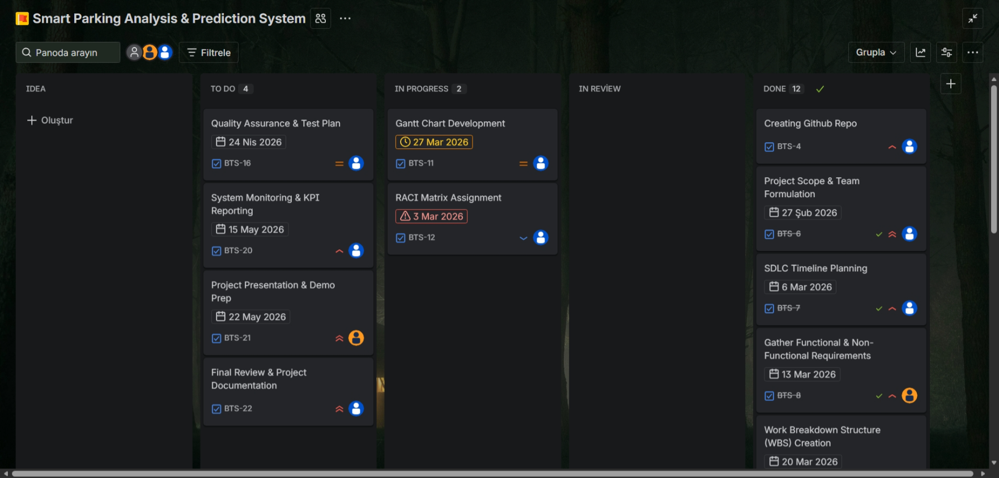 Smart Parking Analysis & Prediction System
Panoda arayın
Filtrele
Grupla
IDEA
Oluştur
TO DO 4
Quality Assurance & Test Plan
24 Nis 2026
BTS-16
System Monitoring & KPI
Reporting
15 May 2026
BTS-20
Project Presentation & Demo
Prep
22 May 2026
BTS-21
Final Review & Project
Documentation
BTS-22
IN PROGRESS 2
Gantt Chart Development
27 Mar 2026
BTS-11
RACI Matrix Assignment
3 Mar 2026
BTS-12
IN REVİEW
DONE 12
Creating Github Repo
BTS-4
Project Scope & Team
Formulation
27 Şub 2026
BTS-6
SDLC Timeline Planning
6 Mar 2026
BTS-7
Gather Functional & Non-
Functional Requirements
13 Mar 2026
BTS-8
Work Breakdown Structure
(WBS) Creation
20 Mar 2026